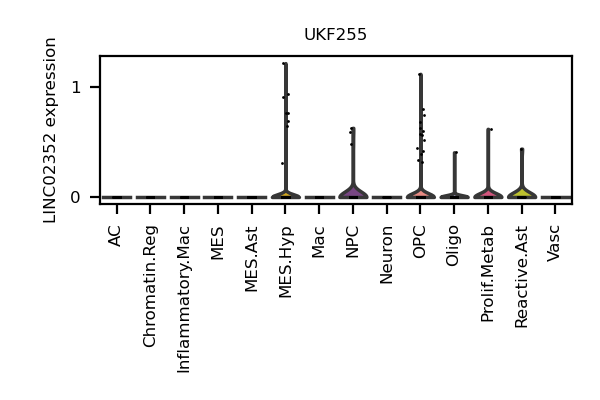 UKF255
LINC02352 expression
1
0
AC
Chromatin.Reg
Inflammatory.Mac
MES
MES.Ast
MES.Hyp
Mac
NPC
Neuron
OPC
Oligo
Prolif.Metab
Reactive.Ast
Vasc